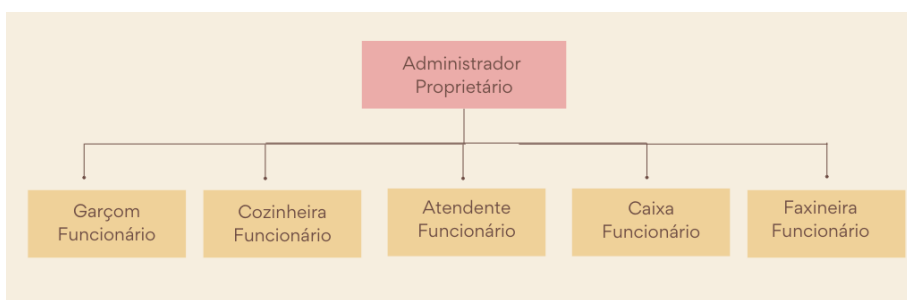 Administrador
Proprietário
Garçom
Funcionário
Cozinheira
Funcionário
Atendente
Funcionário
Caixa
Funcionário
Faxineira
Funcionário